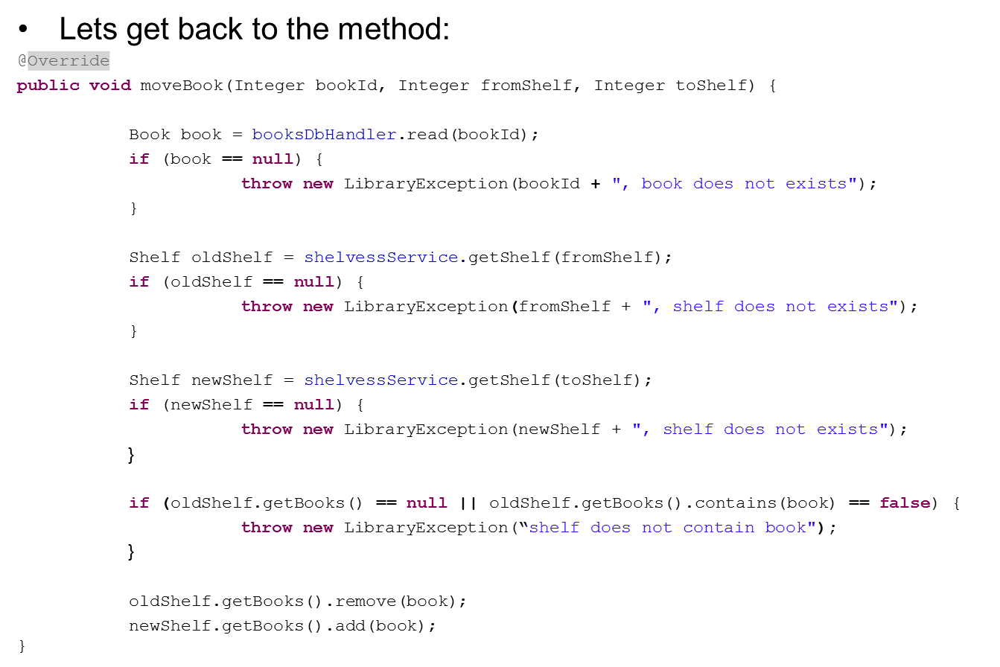 • Lets get back to the method:
@Override
public void moveBook(Integer bookId, Integer fromShelf, Integer toShelf) {
Book book = booksDbHandler.read(bookId);
if (book == null) {
throw new LibraryException(bookId + ", book does not exists");
}
Shelf oldShelf = shelvessService.getShelf(fromShelf);
if (oldShelf == null) {
throw new LibraryException(fromShelf + ", shelf does not exists");
}
Shelf newShelf = shelvessService.getShelf(toShelf);
if (newShelf == null) {
throw new LibraryException(newShelf + ", shelf does not exists");
}
if (oldShelf.getBooks() == null || oldShelf.getBooks().contains(book) == false) {
throw new LibraryException(“shelf does not contain book");
}
oldShelf.getBooks().remove(book);
newShelf.getBooks().add(book);
}